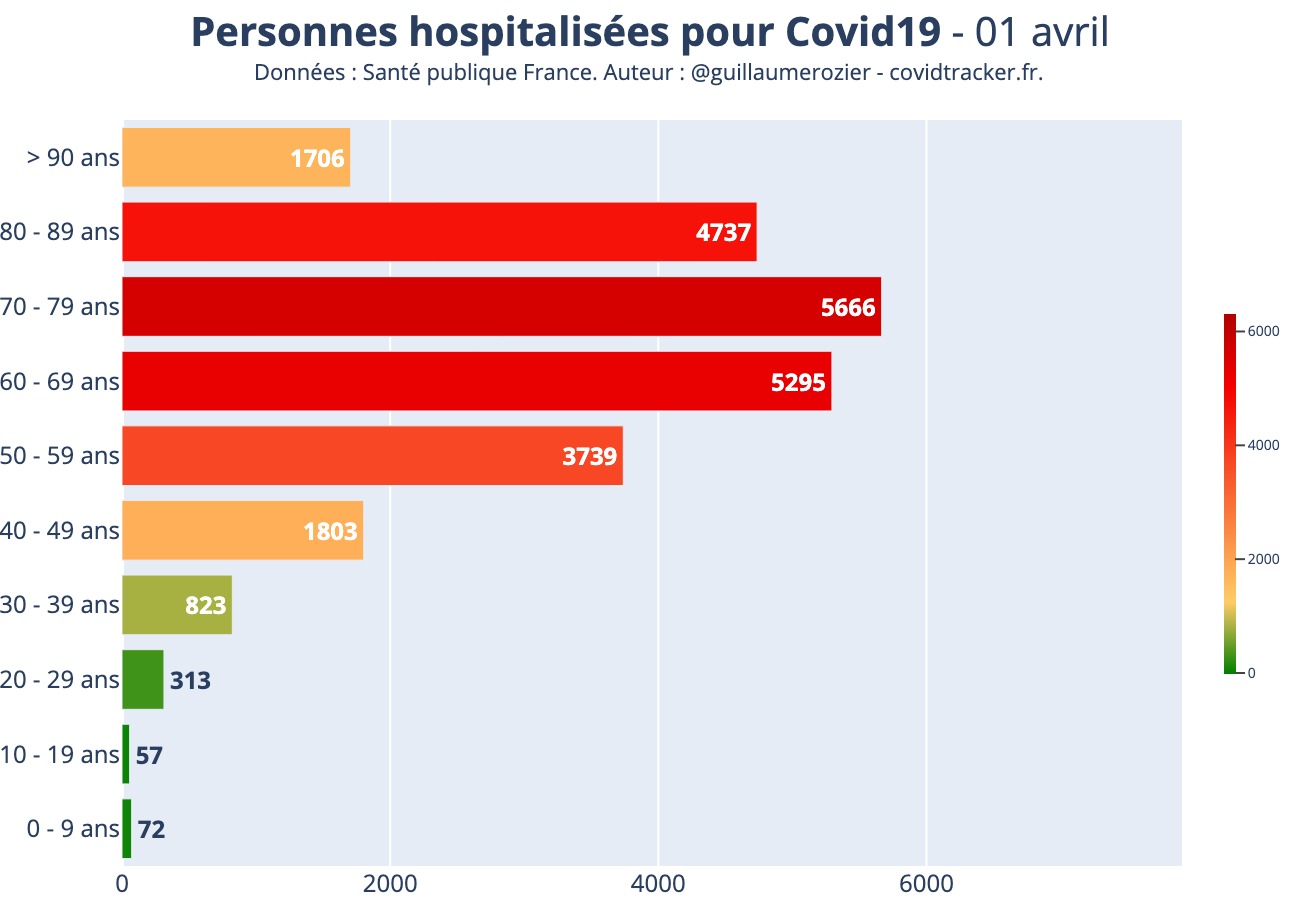 Personnes hospitalisées pour Covid19 - 01 avril
Données : Santé publique France. Auteur : @guillaumerozier - covidtracker.fr.
> 90 ans 1706
80 - 89 ans 4737
70 - 79 ans 5666
60 - 69 ans 5295
50 - 59 ans 3739
40 - 49 ans 1803
30 - 39 ans 823
20 - 29 ans 313
10 - 19 ans 57
0 - 9 ans 72
0 2000 4000 6000
6000
4000
2000
0